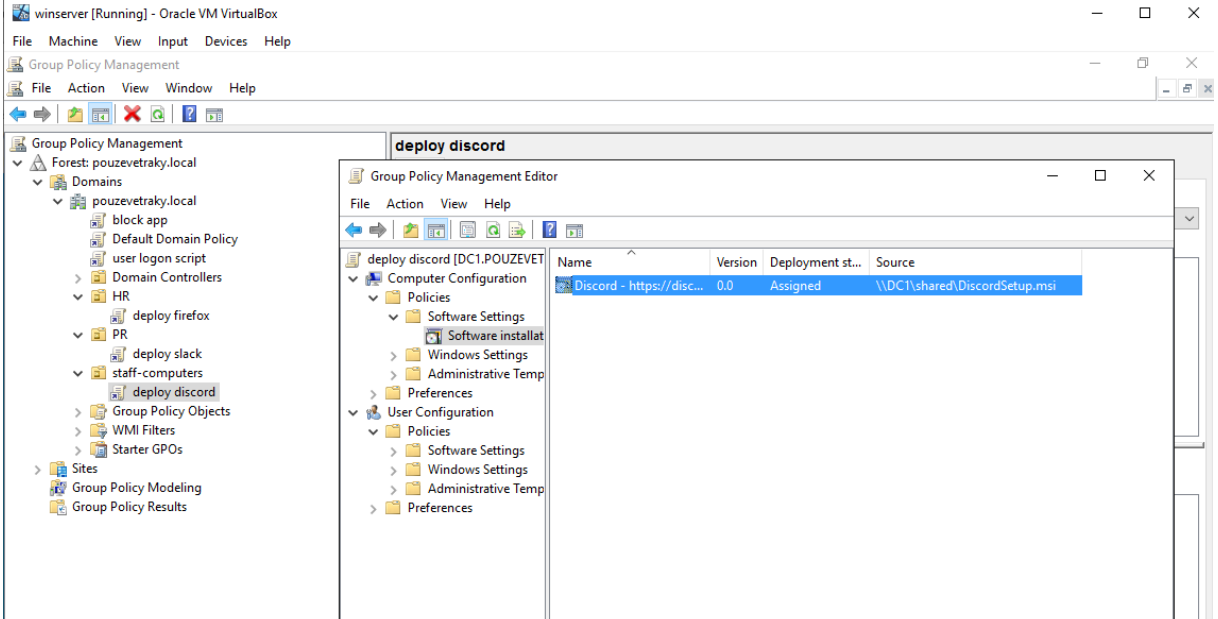 winserver [Running] - Oracle VM VirtualBox
File Machine View Input Devices Help
Group Policy Management
File Action View Window Help
Group Policy Management
Forest: pouzevetraky.local
Domains
pouzevetraky.local
block app
Default Domain Policy
user logon script
Domain Controllers
HR
deploy firefox
PR
deploy slack
staff-computers
deploy discord
Group Policy Objects
WMI Filters
Starter GPOs
Sites
Group Policy Modeling
Group Policy Results
deploy discord
Group Policy Management Editor
File Action View Help
deploy discord [DC1.POUZEVET
Computer Configuration
Policies
Software Settings
Software installat
Windows Settings
Administrative Temp
Preferences
User Configuration
Policies
Software Settings
Windows Settings
Administrative Temp
Preferences
Name Version Deployment st... Source
Discord - https://disc... 0.0 Assigned \\DC1\shared\DiscordSetup.msi